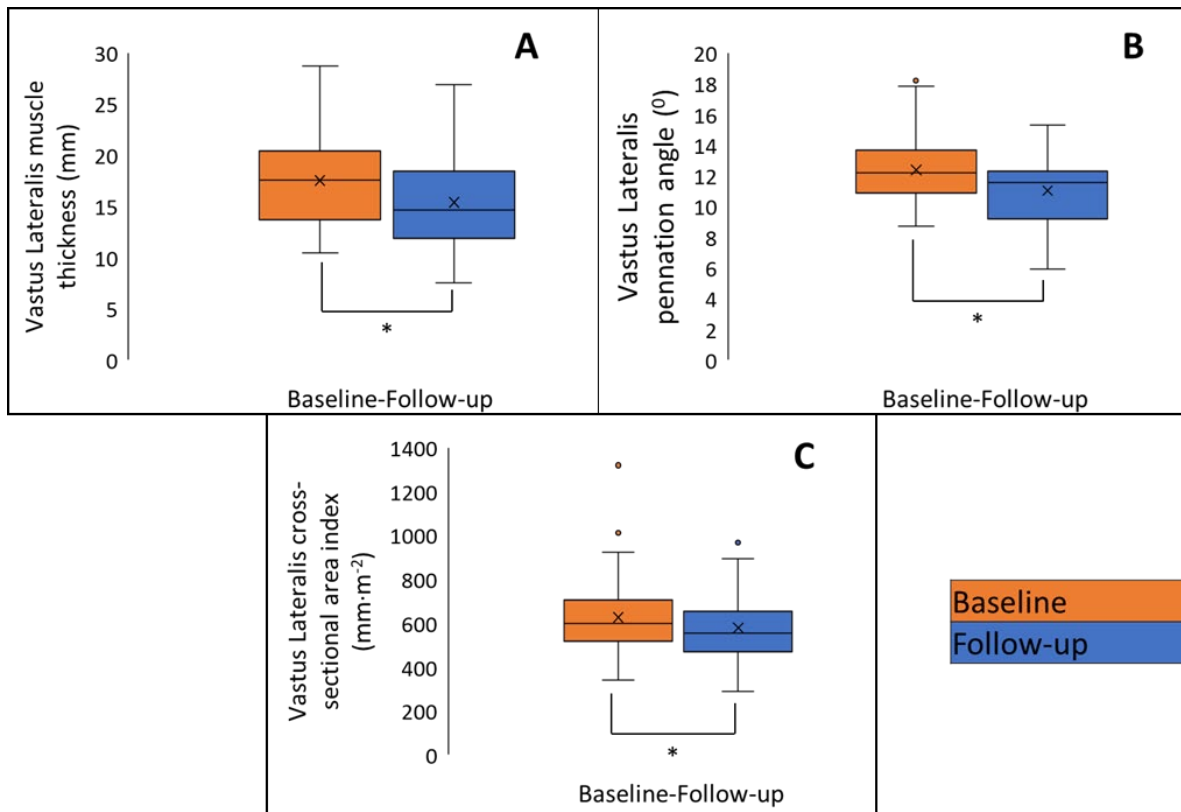 A
Vastus Lateralis muscle
thickness (mm)
30
25
20
15
10
5
0
*
Baseline-Follow-up
B
Vastus Lateralis
pennation angle (⁰)
20
18
16
14
12
10
8
6
4
2
0
*
Baseline-Follow-up
C
Vastus Lateralis cross-
sectional area index
(mm·m⁻²)
1400
1200
1000
800
600
400
200
0
*
Baseline-Follow-up
Baseline
Follow-up